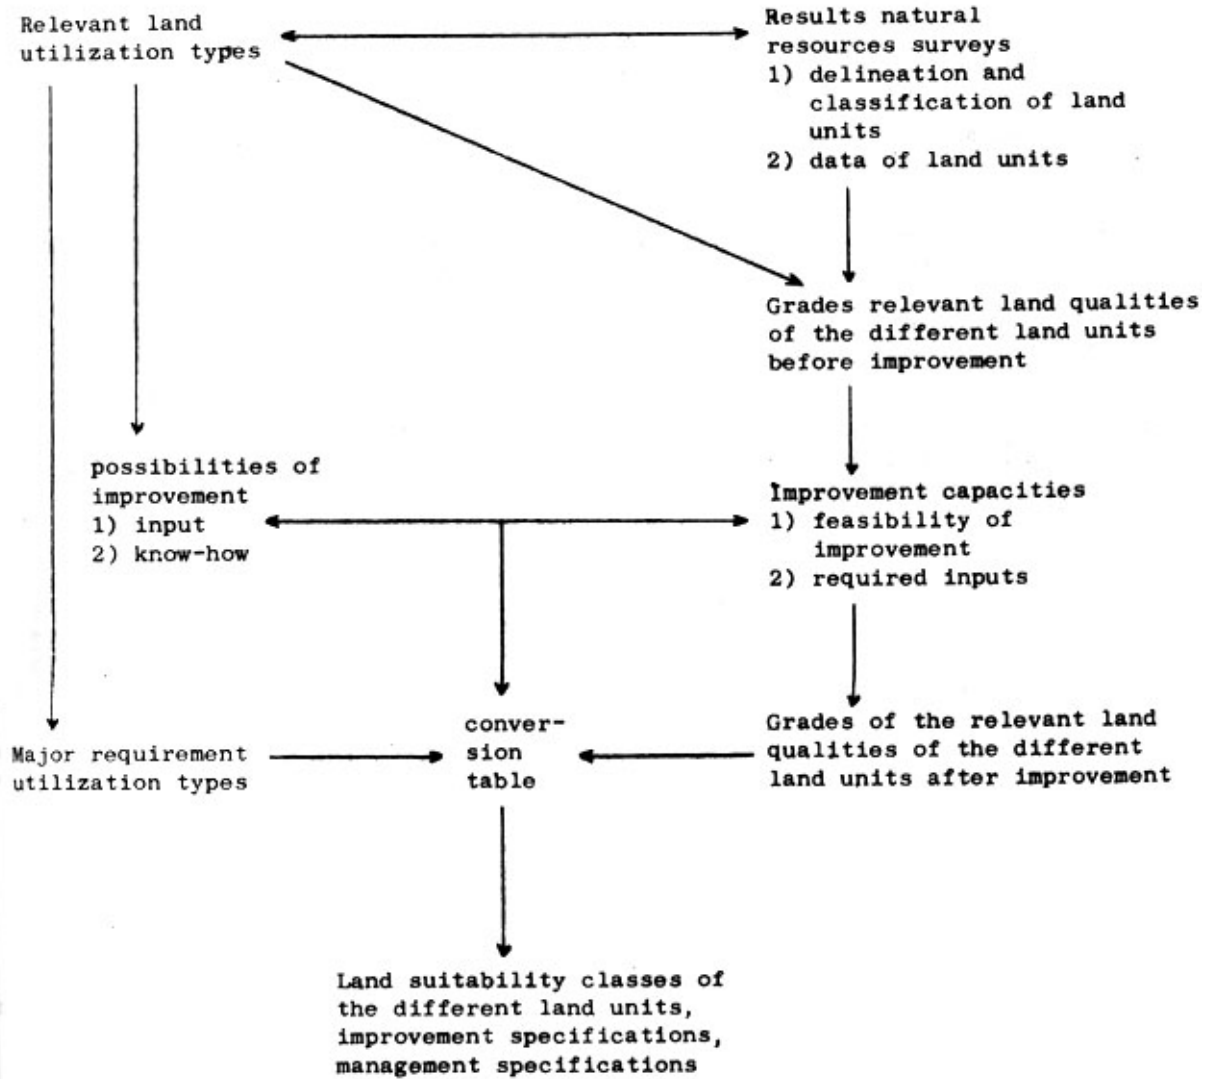 Relevant land
utilization types
Results natural
resources surveys
1) delineation and
classification of land
units
2) data of land units
Grades relevant land qualities
of the different land units
before improvement
possibilities of
improvement
1) input
2) know-how
Improvement capacities
1) feasibility of
improvement
2) required inputs
Major requirement
utilization types
conver-
sion
table
Grades of the relevant land
qualities of the different
land units after improvement
Land suitability classes of
the different land units,
improvement specifications,
management specifications